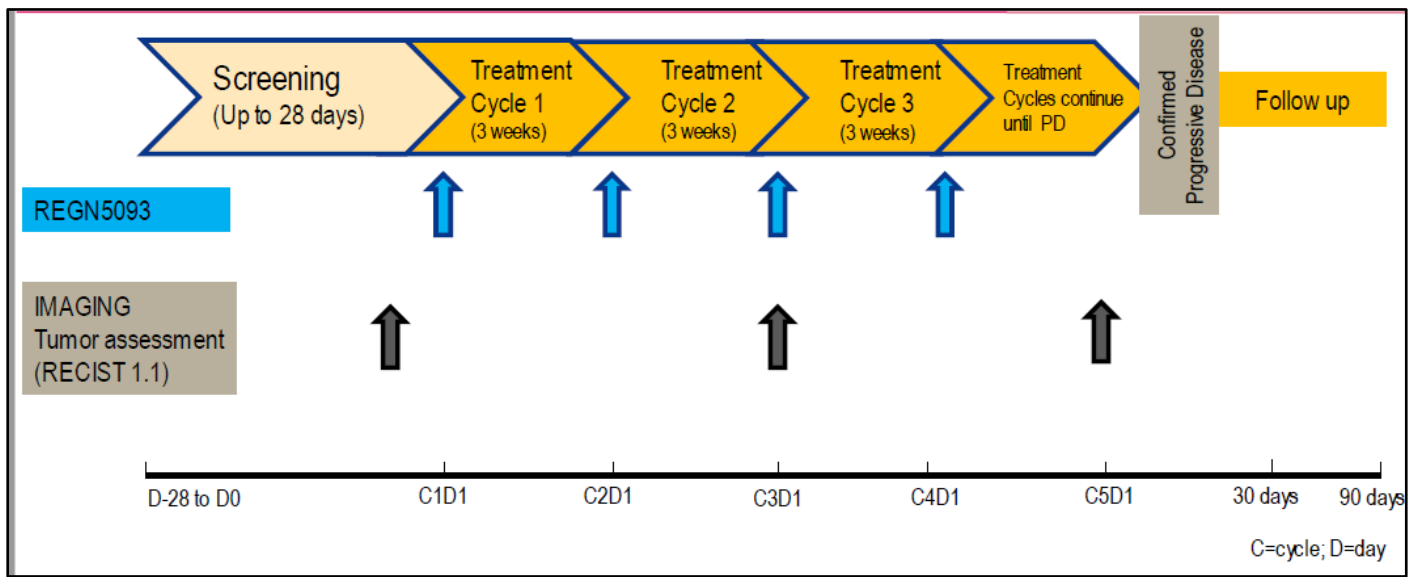 Screening
(Up to 28 days)
Treatment
Cycle 1
(3 weeks)
Treatment
Cycle 2
(3 weeks)
Treatment
Cycle 3
(3 weeks)
Treatment
Cycles continue
until PD
Confirmed
Progressive Disease
Follow up
REGN5093
IMAGING
Tumor assessment
(RECIST 1.1)
D-28 to D0
C1D1
C2D1
C3D1
C4D1
C5D1
30 days
90 days
C=cycle; D=day